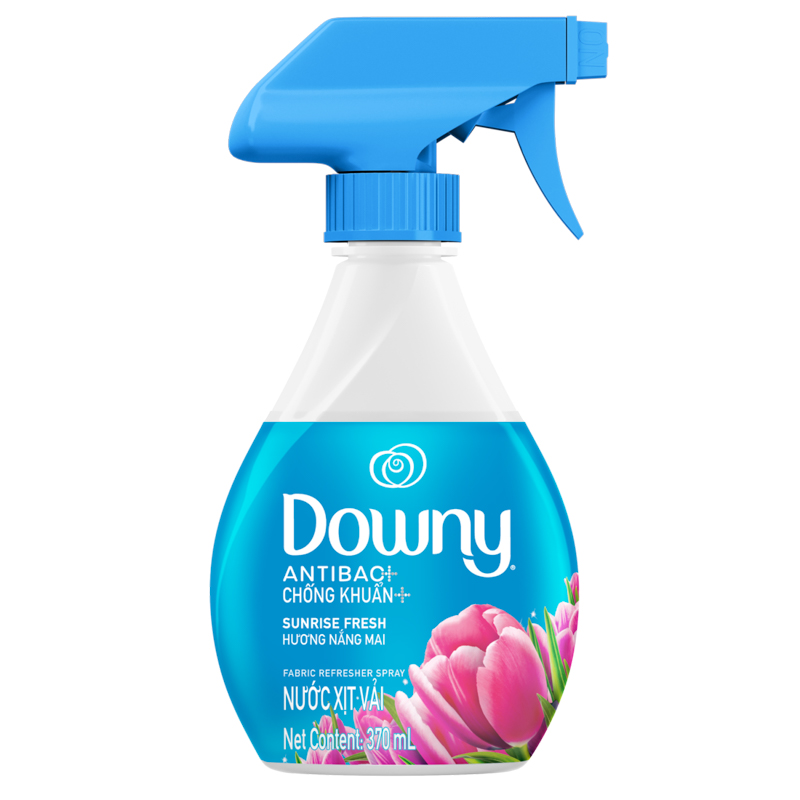 Downy
ANTIBAC+
CHỐNG KHUẨN+
SUNRISE FRESH
HƯƠNG NẮNG MAI
FABRIC REFRESHER SPRAY
NƯỚC XỊT VẢI
Net Content: 370 mL